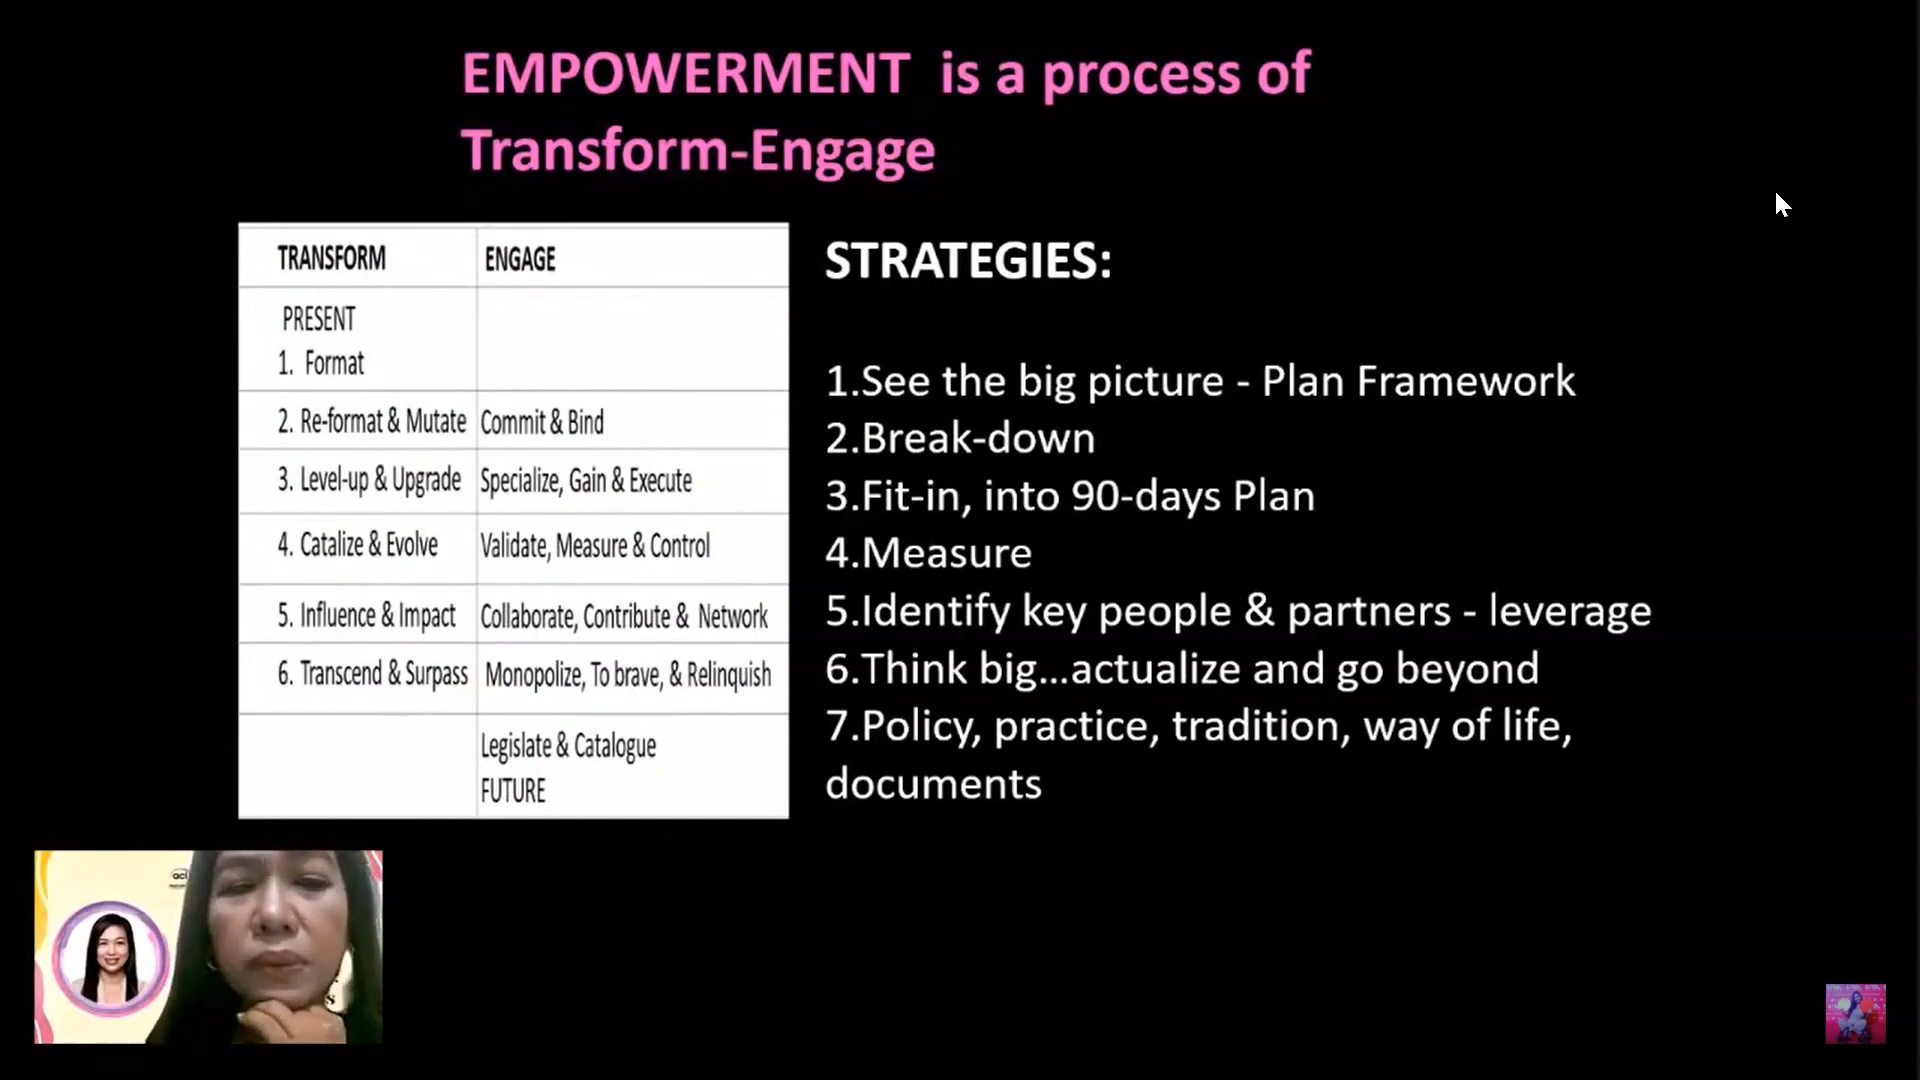 EMPOWERMENT is a process of
Transform-Engage
TRANSFORM ENGAGE
PRESENT
1. Format
2. Re-format & Mutate Commit & Bind
3. Level-up & Upgrade Specialize, Gain & Execute
4. Catalize & Evolve Validate, Measure & Control
5. Influence & Impact Collaborate, Contribute & Network
6. Transcend & Surpass Monopolize, To brave, & Relinquish
Legislate & Catalogue
FUTURE
STRATEGIES:
1.See the big picture - Plan Framework
2.Break-down
3.Fit-in, into 90-days Plan
4.Measure
5.Identify key people & partners - leverage
6.Think big...actualize and go beyond
7.Policy, practice, tradition, way of life,
documents